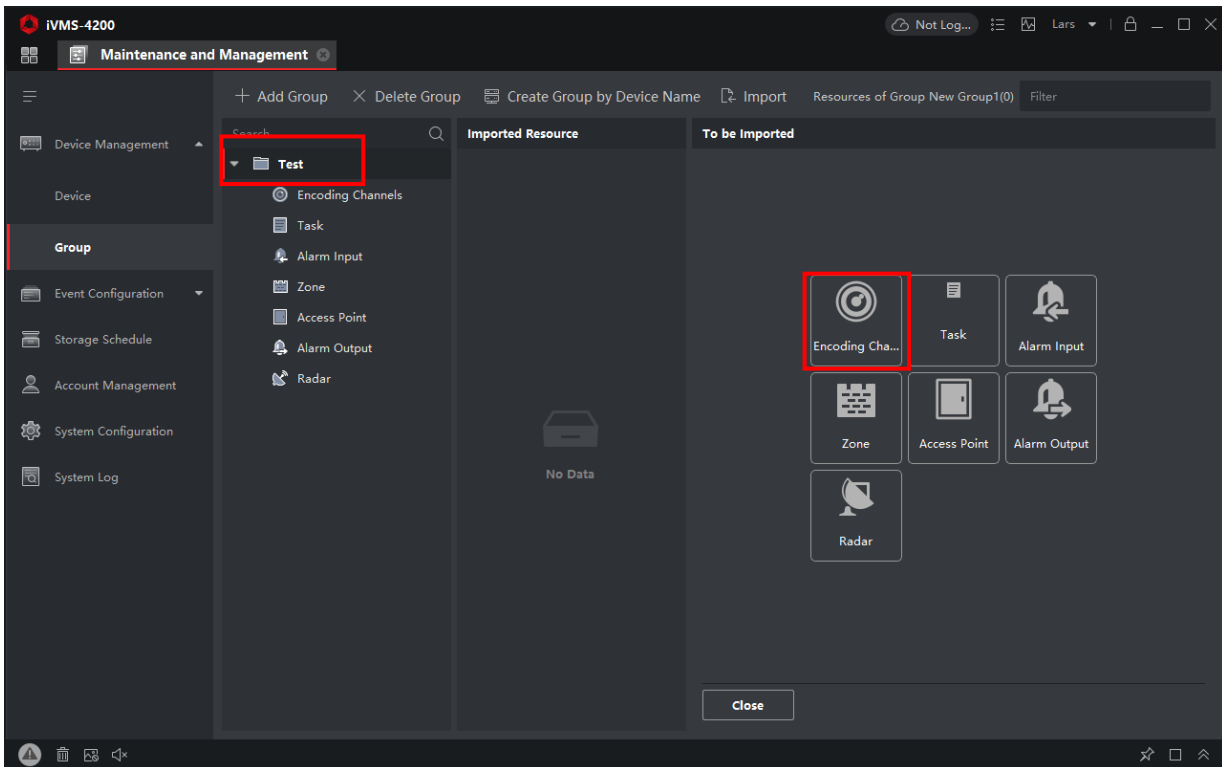 iVMS-4200
Not Log...
Lars
Maintenance and Management
Add Group
Delete Group
Create Group by Device Name
Import
Resources of Group New Group1(0)
Filter
Device Management
Device
Group
Event Configuration
Storage Schedule
Account Management
System Configuration
System Log
Search
Test
Encoding Channels
Task
Alarm Input
Zone
Access Point
Alarm Output
Radar
Imported Resource
No Data
To be Imported
Encoding Cha...
Task
Alarm Input
Zone
Access Point
Alarm Output
Radar
Close